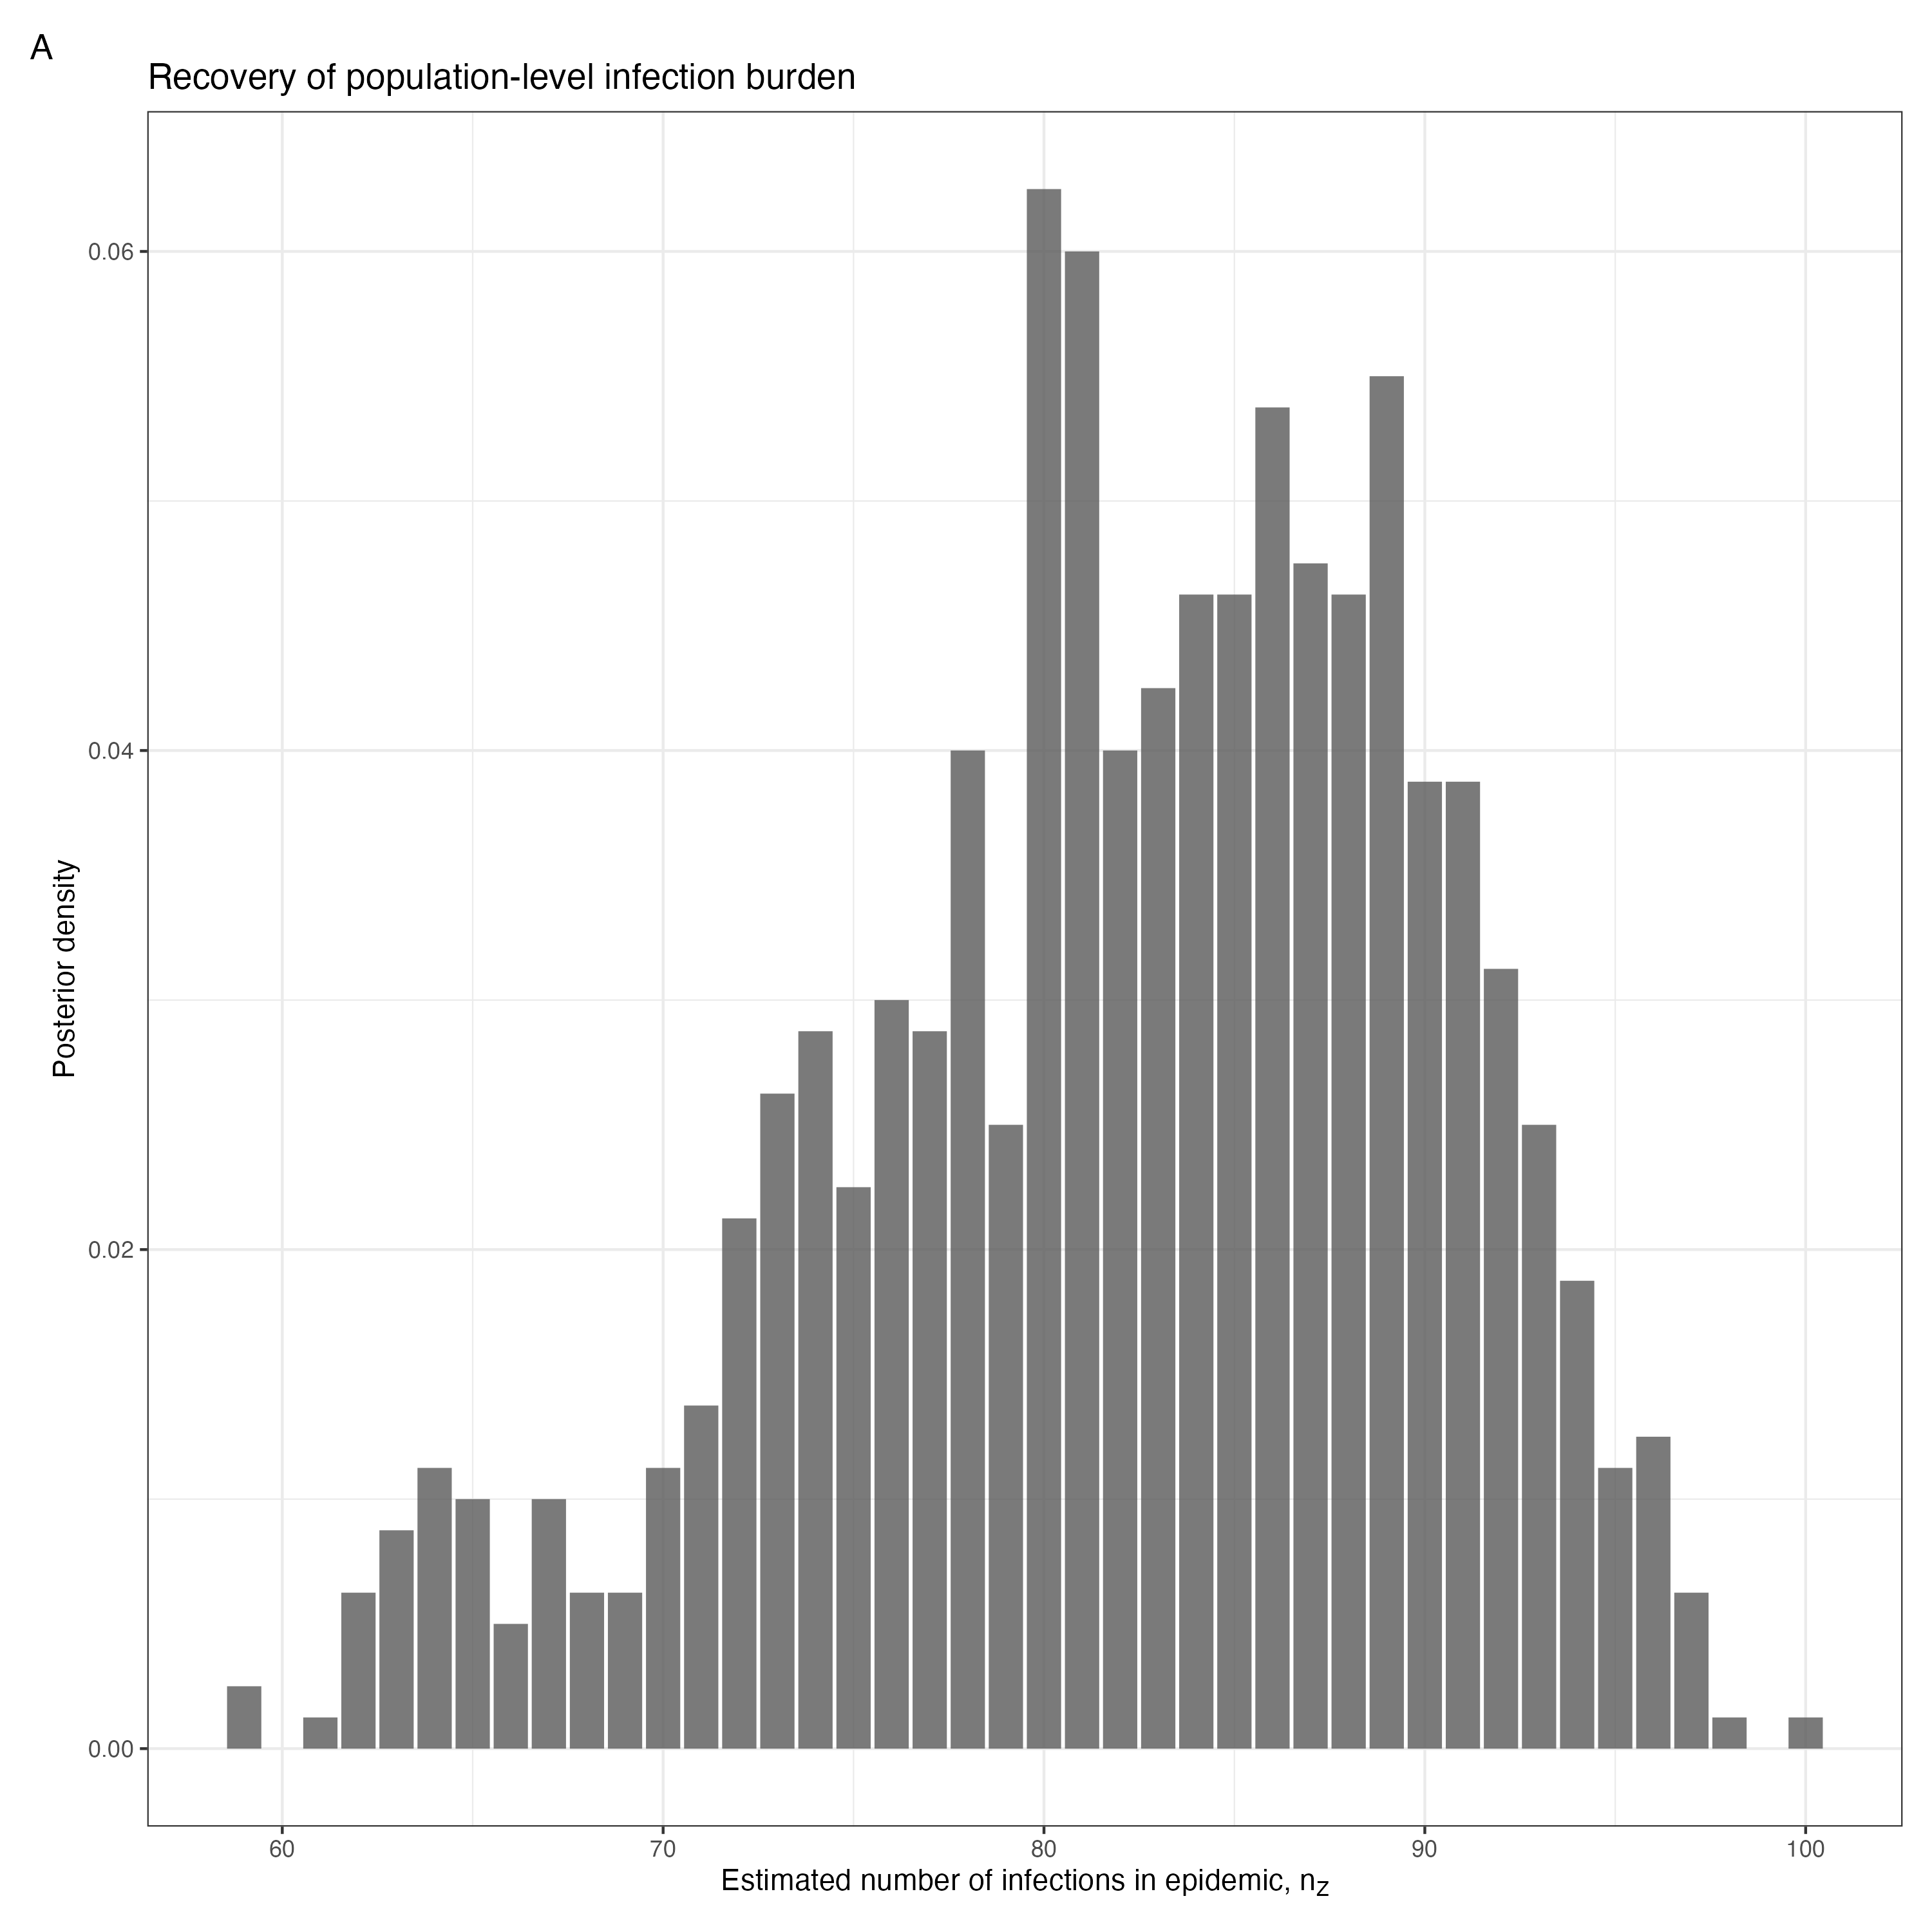 A
Recovery of population-level infection burden
0.06
0.04
0.02
0.00
Posterior density
60 70 80 90 100
Estimated number of infections in epidemic, nz